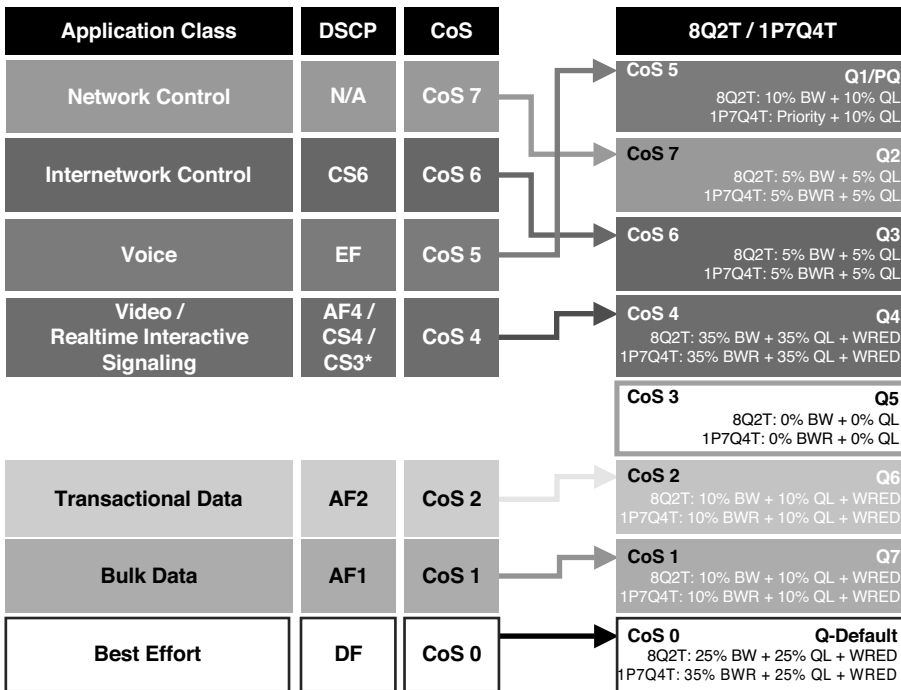 Application Class DSCP CoS 8Q2T / 1P7Q4T
Network Control N/A CoS 7
CoS 5 Q1/PQ
8Q2T: 10% BW + 10% QL
1P7Q4T: Priority + 10% QL
Internetwork Control CS6 CoS 6
CoS 7 Q2
8Q2T: 5% BW + 5% QL
1P7Q4T: 5% BWR + 5% QL
Voice EF CoS 5
CoS 6 Q3
8Q2T: 5% BW + 5% QL
1P7Q4T: 5% BWR + 5% QL
Video /
Realtime Interactive
Signaling
AF4 /
CS4 /
CS3*
CoS 4
CoS 4 Q4
8Q2T: 35% BW + 35% QL + WRED
1P7Q4T: 35% BWR + 35% QL + WRED
CoS 3 Q5
8Q2T: 0% BW + 0% QL
1P7Q4T: 0% BWR + 0% QL
Transactional Data AF2 CoS 2
CoS 2 Q6
8Q2T: 10% BW + 10% QL + WRED
1P7Q4T: 10% BWR + 10% QL + WRED
Bulk Data AF1 CoS 1
CoS 1 Q7
8Q2T: 10% BW + 10% QL + WRED
1P7Q4T: 10% BWR + 10% QL + WRED
Best Effort DF CoS 0
CoS 0 Q-Default
8Q2T: 25% BW + 25% QL + WRED
1P7Q4T: 35% BWR + 25% QL + WRED